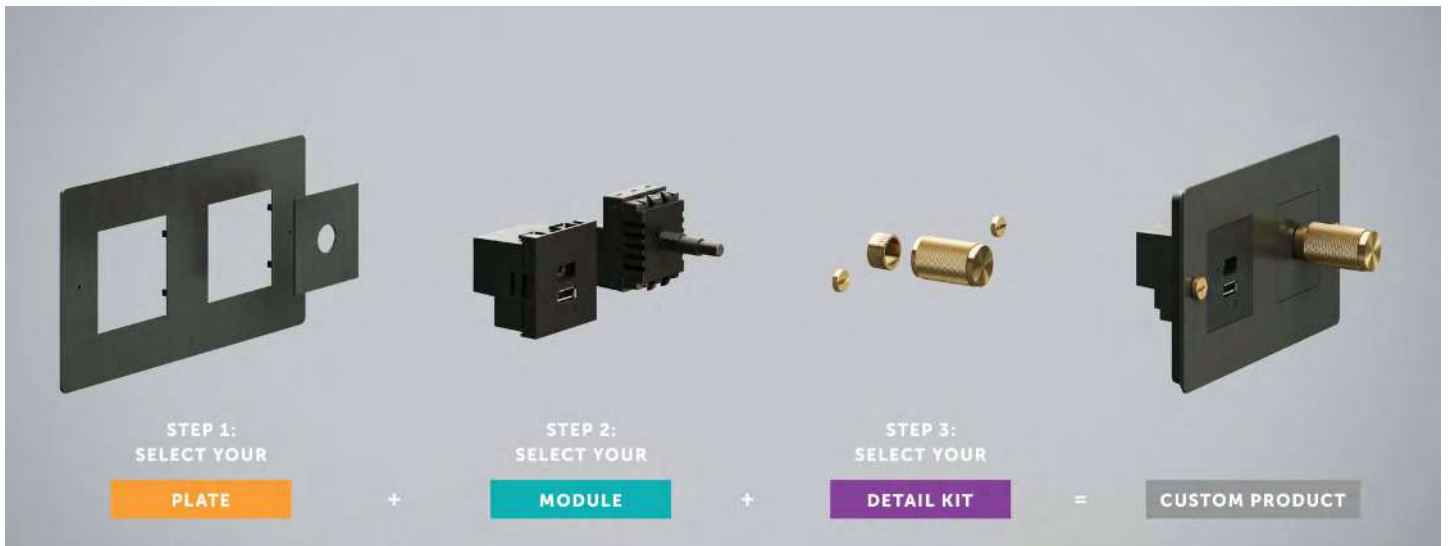 STEP 1:
SELECT YOUR
PLATE
+
STEP 2:
SELECT YOUR
MODULE
+
STEP 3:
SELECT YOUR
DETAIL KIT
=
CUSTOM PRODUCT